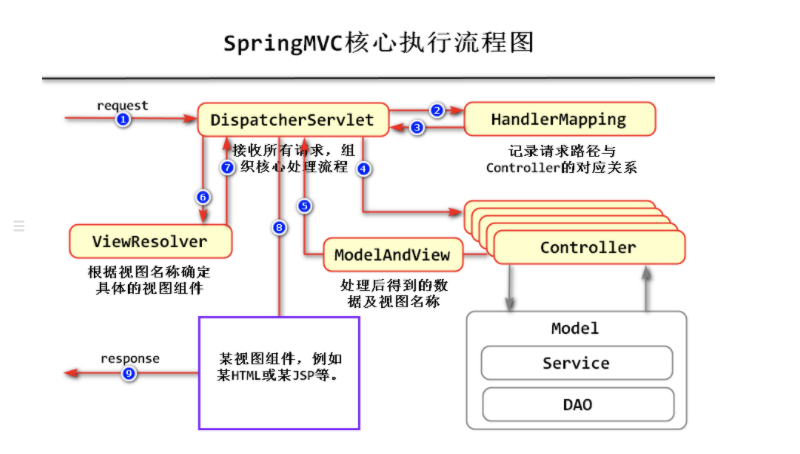 SpringMVC核心执行流程图
request
1
DispatcherServlet
2
3
HandlerMapping
接收所有请求，组
织核心处理流程
记录请求路径与
Controller的对应关系
7
4
6
5
8
ViewResolver
根据视图名称确定
具体的视图组件
ModelAndView
处理后得到的数
据及视图名称
Controller
Model
Service
DAO
某视图组件，例如
某HTML或某JSP等。
response
9